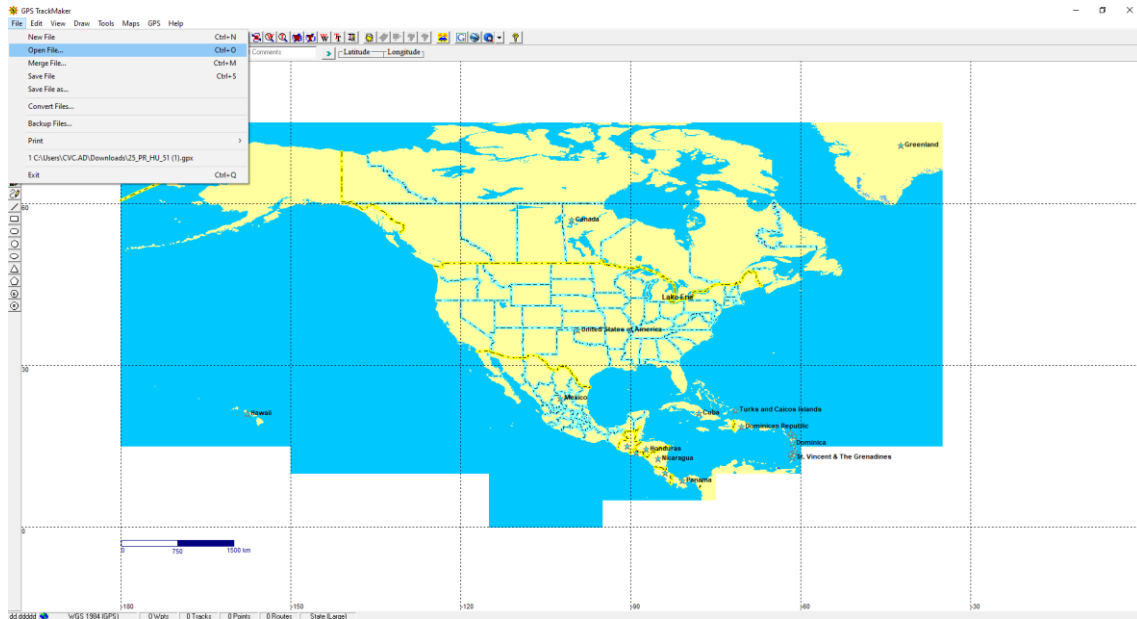 GPS TrackMaker
File Edit View Draw Tools Maps GPS Help
New File Ctrl+N
Open File... Ctrl+O
Merge File... Ctrl+M
Save File Ctrl+S
Save File as...
Convert Files...
Backup Files...
Print
1 C:\Users\CVC.AD\Downloads\25_PR_HU_51 (1).gpx
Exit Ctrl+Q
Comments
Latitude Longitude
Greenland
60
Canada
Lake Erie
United States of America
30
Mexico
Hawaii
Cuba
Turks and Caicos Islands
Dominium Republic
Dominica
Honduras
Nicaragua
St. Vincent & The Grenadines
Panama
0
0 750 1500 km
-180 -150 -120 -90 -60 -30
dd.ddddd WGS 1984 (GPS) 0 Wpts 0 Tracks 0 Points 0 Routes State (Large)